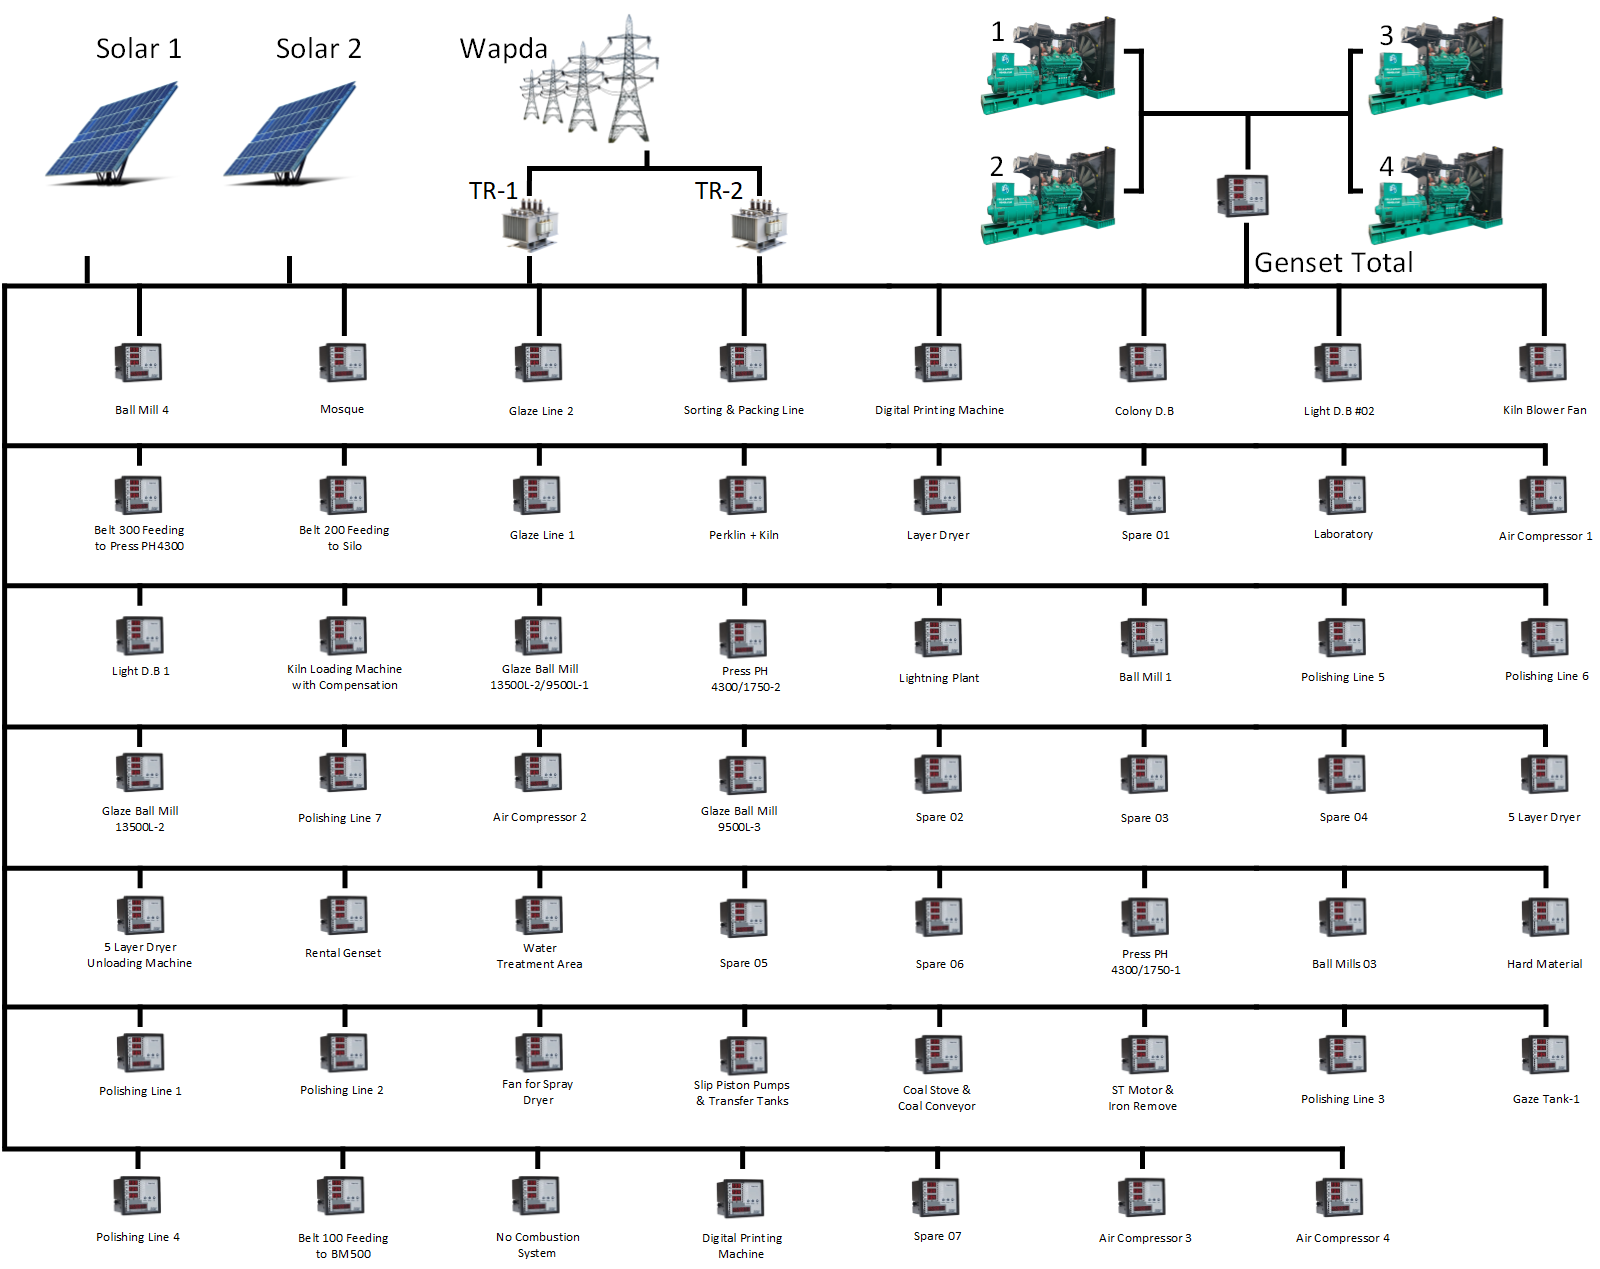 Solar 1
Solar 2
Wapda
1
3
2
4
TR-1
TR-2
Genset Total
Ball Mill 4
Mosque
Glaze Line 2
Sorting & Packing Line
Digital Printing Machine
Colony D.B
Light D.B #02
Kiln Blower Fan
Belt 300 Feeding
to Press PH4300
Belt 200 Feeding
to Silo
Glaze Line 1
Perklin + Kiln
Layer Dryer
Spare 01
Laboratory
Air Compressor 1
Light D.B 1
Kiln Loading Machine
with Compensation
Glaze Ball Mill
13500L-2/9500L-1
Press PH
4300/1750-2
Lightning Plant
Ball Mill 1
Polishing Line 5
Polishing Line 6
Glaze Ball Mill
13500L-2
Polishing Line 7
Air Compressor 2
Glaze Ball Mill
9500L-3
Spare 02
Spare 03
Spare 04
5 Layer Dryer
5 Layer Dryer
Unloading Machine
Rental Genset
Water
Treatment Area
Spare 05
Spare 06
Press PH
4300/1750-1
Ball Mills 03
Hard Material
Polishing Line 1
Polishing Line 2
Fan for Spray
Dryer
Slip Piston Pumps
& Transfer Tanks
Coal Stove &
Coal Conveyor
ST Motor &
Iron Remove
Polishing Line 3
Gaze Tank-1
Polishing Line 4
Belt 100 Feeding
to BM500
No Combustion
System
Digital Printing
Machine
Spare 07
Air Compressor 3
Air Compressor 4